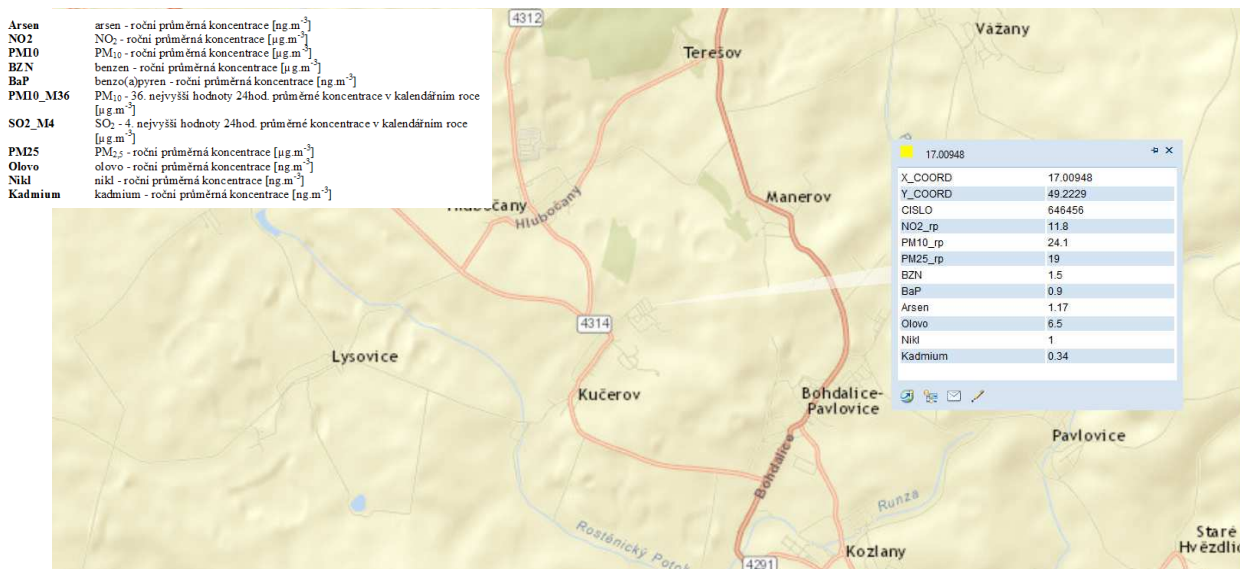 Arsen arsen - roční průměrná koncentrace [ng.m⁻³]
NO2 NO₂ - roční průměrná koncentrace [µg.m⁻³]
PM10 PM₁₀ - roční průměrná koncentrace [µg.m⁻³]
BZN benzen - roční průměrná koncentrace [µg.m⁻³]
BaP benzo(a)pyren - roční průměrná koncentrace [ng.m⁻³]
PM10_M36 PM₁₀ - 36. nejvyšší hodnoty 24hod. průměrné koncentrace v kalendářním roce
[µg.m⁻³]
SO2_M4 SO₂ - 4. nejvyšší hodnoty 24hod. průměrné koncentrace v kalendářním roce
[µg.m⁻³]
PM25 PM₂,₅ - roční průměrná koncentrace [µg.m⁻³]
Olovo olovo - roční průměrná koncentrace [ng.m⁻³]
Nikl nikl - roční průměrná koncentrace [ng.m⁻³]
Kadmium kadmium - roční průměrná koncentrace [ng.m⁻³]
4312
Terešov
Vážany
Hlubočany
Hlubočany
Manerov
4314
Lysovice
Kučerov
Bohdalice-
Pavlovice
Bohdalice
Pavlovice
Runza
Rostěnický Potok
Kozlany
4291
Staré
Hvězdlic
17.00948
X_COORD 17.00948
Y_COORD 49.2229
CISLO 646456
NO2_rp 11.8
PM10_rp 24.1
PM25_rp 19
BZN 1.5
BaP 0.9
Arsen 1.17
Olovo 6.5
Nikl 1
Kadmium 0.34